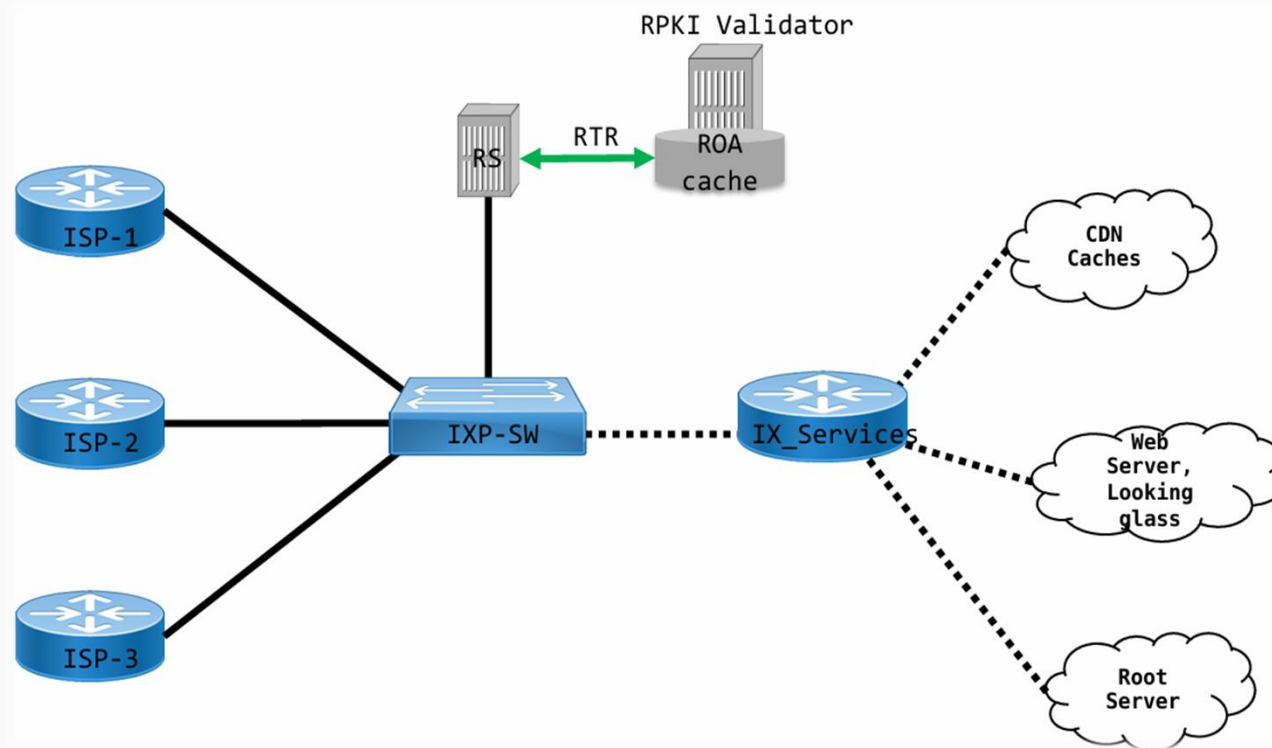 RPKI Validator
RTR
RS
ROA
cache
ISP-1
CDN
Caches
ISP-2
IXP-SW
IX_Services
Web
Server,
Looking
glass
ISP-3
Root
Server